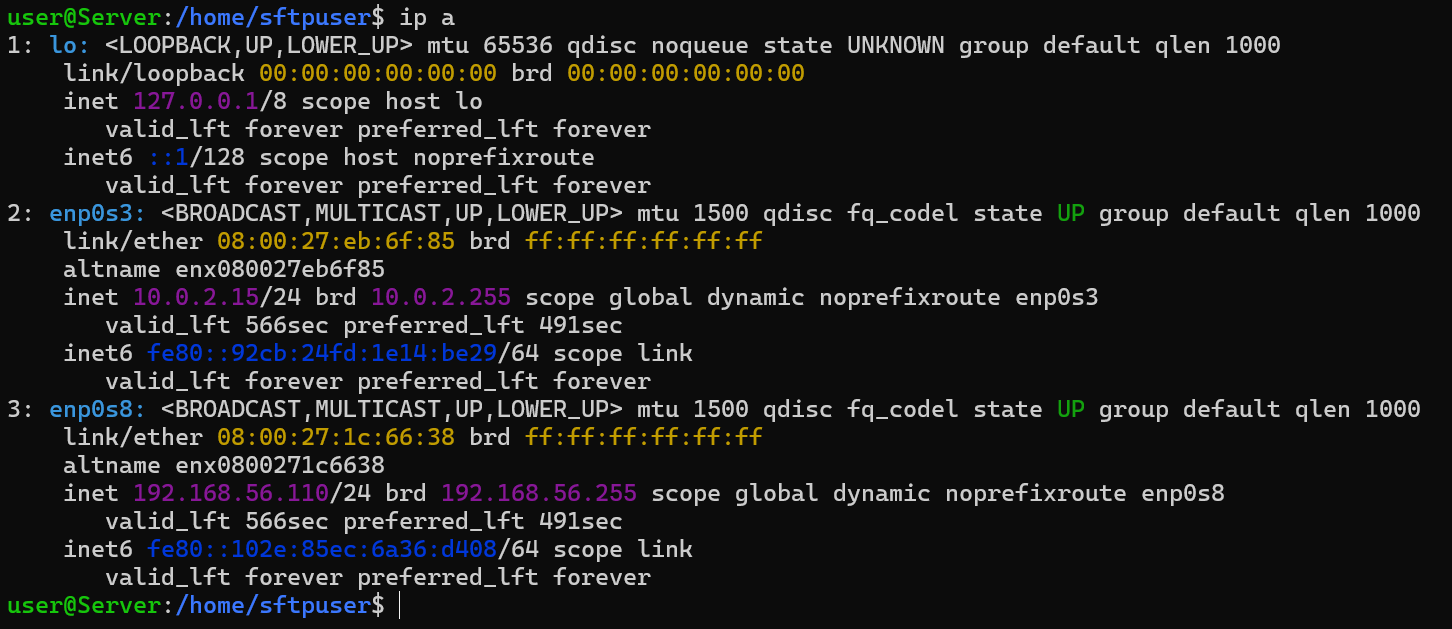 user@Server:/home/sftpuser$ ip a
1: lo: <LOOPBACK,UP,LOWER_UP> mtu 65536 qdisc noqueue state UNKNOWN group default qlen 1000
    link/loopback 00:00:00:00:00:00 brd 00:00:00:00:00:00
    inet 127.0.0.1/8 scope host lo
       valid_lft forever preferred_lft forever
    inet6 ::1/128 scope host noprefixroute
       valid_lft forever preferred_lft forever
2: enp0s3: <BROADCAST,MULTICAST,UP,LOWER_UP> mtu 1500 qdisc fq_codel state UP group default qlen 1000
    link/ether 08:00:27:eb:6f:85 brd ff:ff:ff:ff:ff:ff
    altname enx080027eb6f85
    inet 10.0.2.15/24 brd 10.0.2.255 scope global dynamic noprefixroute enp0s3
       valid_lft 566sec preferred_lft 491sec
    inet6 fe80::92cb:24fd:1e14:be29/64 scope link
       valid_lft forever preferred_lft forever
3: enp0s8: <BROADCAST,MULTICAST,UP,LOWER_UP> mtu 1500 qdisc fq_codel state UP group default qlen 1000
    link/ether 08:00:27:1c:66:38 brd ff:ff:ff:ff:ff:ff
    altname enx0800271c6638
    inet 192.168.56.110/24 brd 192.168.56.255 scope global dynamic noprefixroute enp0s8
       valid_lft 566sec preferred_lft 491sec
    inet6 fe80::102e:85ec:6a36:d408/64 scope link
       valid_lft forever preferred_lft forever
user@Server:/home/sftpuser$